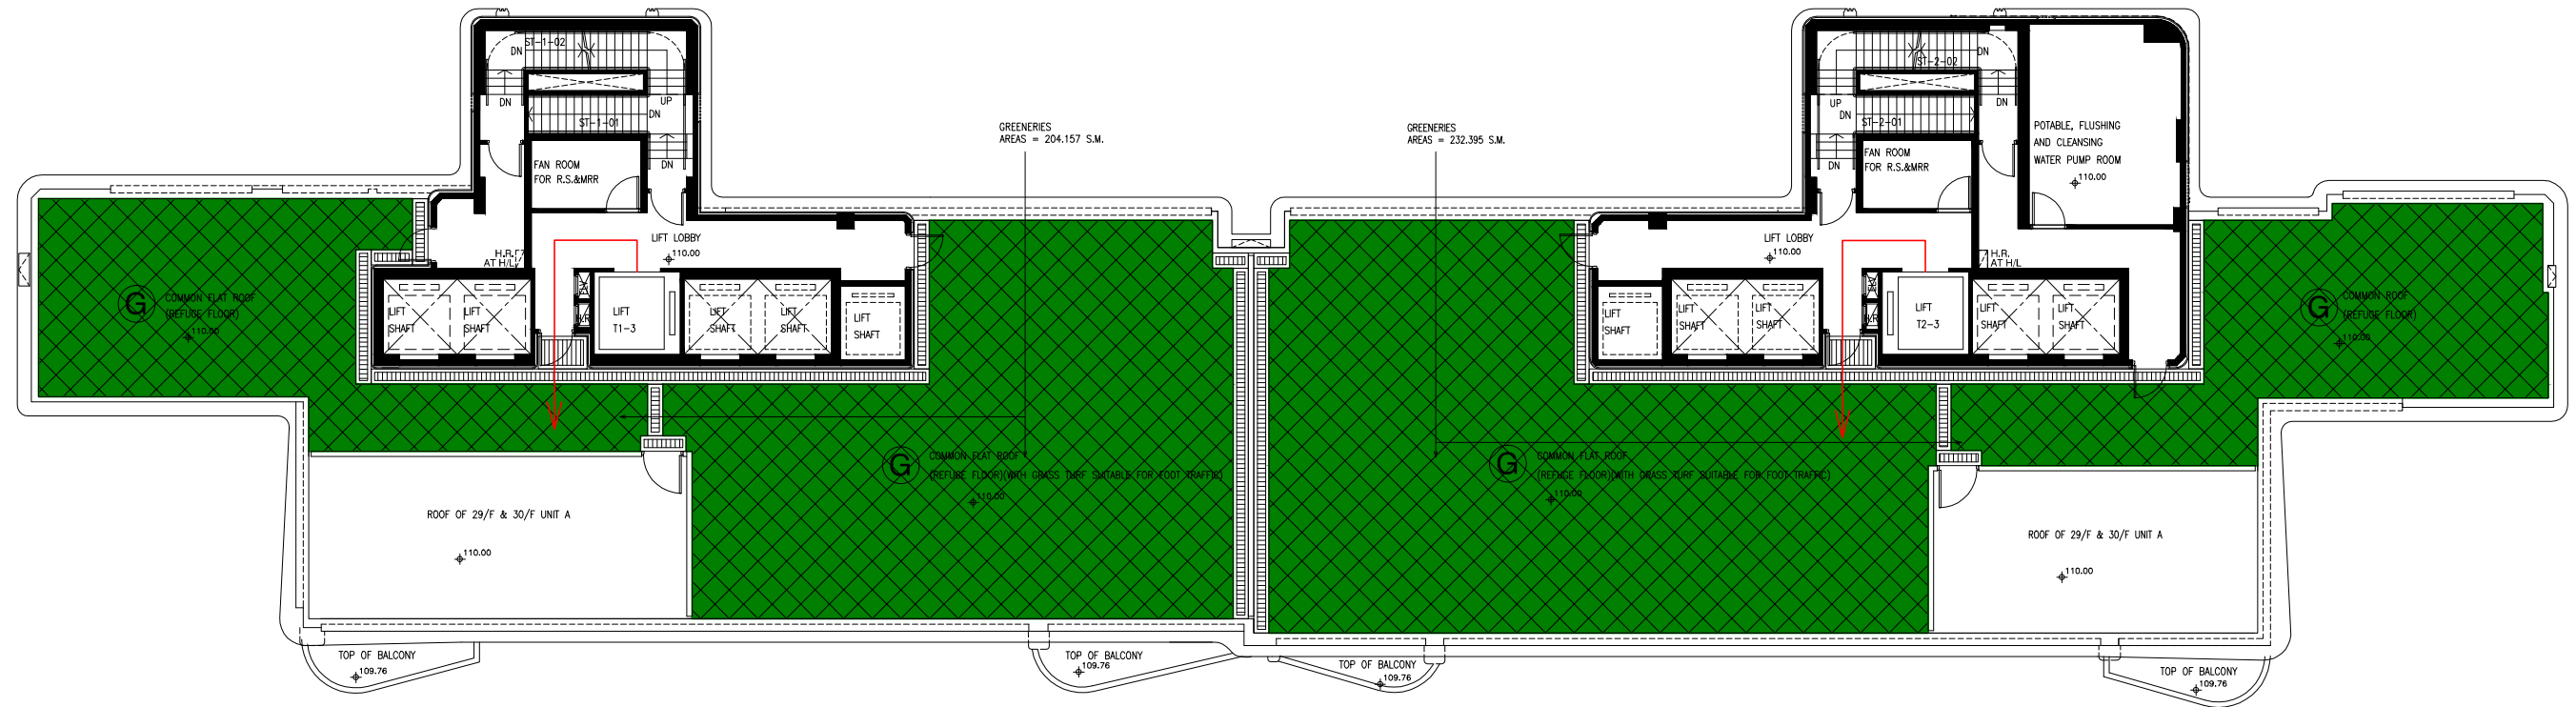 ST-1-02
DN
DN
UP
DN
ST-1-01
DN
FAN ROOM
FOR R.S.&MRR
LIFT LOBBY
110.00
H.R.
AT H/L
GREENERIES
AREAS = 204.157 S.M.
G
COMMON FLAT ROOF
(REFUGE FLOOR)
110.00
LIFT
SHAFT
LIFT
SHAFT
H.R.
LIFT
T1-3
LIFT
SHAFT
LIFT
SHAFT
LIFT
SHAFT
G
COMMON FLAT ROOF
(REFUGE FLOOR)(WITH GRASS TURF SUITABLE FOR FOOT TRAFFIC)
110.00
ROOF OF 29/F & 30/F UNIT A
110.00
TOP OF BALCONY
109.76
TOP OF BALCONY
109.76
GREENERIES
AREAS = 232.395 S.M.
DN
ST-2-02
UP
DN
DN
ST-2-01
DN
FAN ROOM
FOR R.S.&MRR
POTABLE, FLUSHING
AND CLEANSING
WATER PUMP ROOM
110.00
LIFT LOBBY
110.00
H.R.
AT H/L
LIFT
SHAFT
LIFT
SHAFT
LIFT
SHAFT
H.R.
LIFT
T2-3
LIFT
SHAFT
LIFT
SHAFT
G
COMMON ROOF
(REFUGE FLOOR)
110.00
G
COMMON FLAT ROOF
(REFUGE FLOOR)(WITH GRASS TURF SUITABLE FOR FOOT TRAFFIC)
110.00
ROOF OF 29/F & 30/F UNIT A
110.00
TOP OF BALCONY
109.76
TOP OF BALCONY
109.76